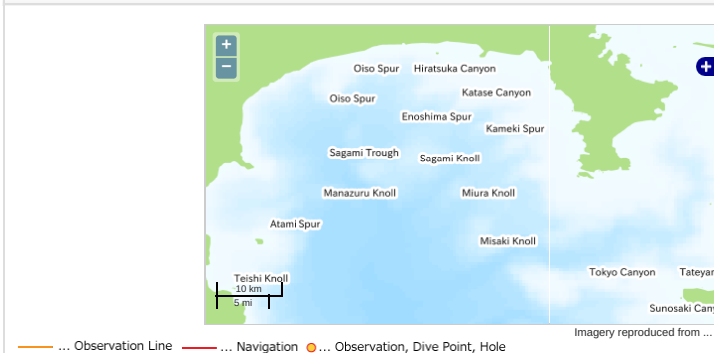 +
−
Oiso Spur
Hiratsuka Canyon
Katase Canyon
Oiso Spur
Enoshima Spur
Kameki Spur
Sagami Trough
Sagami Knoll
Manazuru Knoll
Miura Knoll
Atami Spur
Misaki Knoll
Tokyo Canyon
Teishi Knoll
10 km
5 mi
Imagery reproduced from ...
... Observation Line
... Navigation
... Observation, Dive Point, Hole